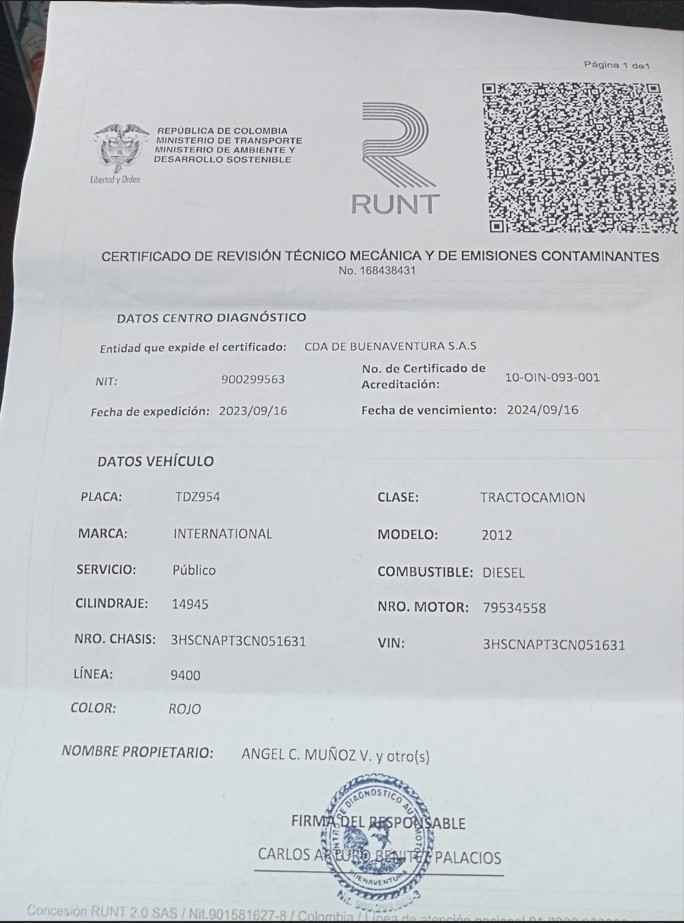 Página 1 de1
REPÚBLICA DE COLOMBIA
MINISTERIO DE TRANSPORTE
MINISTERIO DE AMBIENTE Y
DESARROLLO SOSTENIBLE
Libertad y Orden
RUNT
CERTIFICADO DE REVISIÓN TÉCNICO MECÁNICA Y DE EMISIONES CONTAMINANTES
No. 168438431
DATOS CENTRO DIAGNÓSTICO
Entidad que expide el certificado: CDA DE BUENAVENTURA S.A.S
NIT: 900299563 No. de Certificado de Acreditación: 10-OIN-093-001
Fecha de expedición: 2023/09/16 Fecha de vencimiento: 2024/09/16
DATOS VEHÍCULO
PLACA: TDZ954 CLASE: TRACTOCAMION
MARCA: INTERNATIONAL MODELO: 2012
SERVICIO: Público COMBUSTIBLE: DIESEL
CILINDRAJE: 14945 NRO. MOTOR: 79534558
NRO. CHASIS: 3HSCNAPT3CN051631 VIN: 3HSCNAPT3CN051631
LÍNEA: 9400
COLOR: ROJO
NOMBRE PROPIETARIO: ANGEL C. MUÑOZ V. y otro(s)
FIRMA DEL RESPONSABLE
CARLOS ARTURO BENITEZ PALACIOS
DE DIAGNOSTICO
BUENAVENTURA
Concesión RUNT 2.0 SAS / Nit.901581627-8 / Colombia / Línea de atención nacional